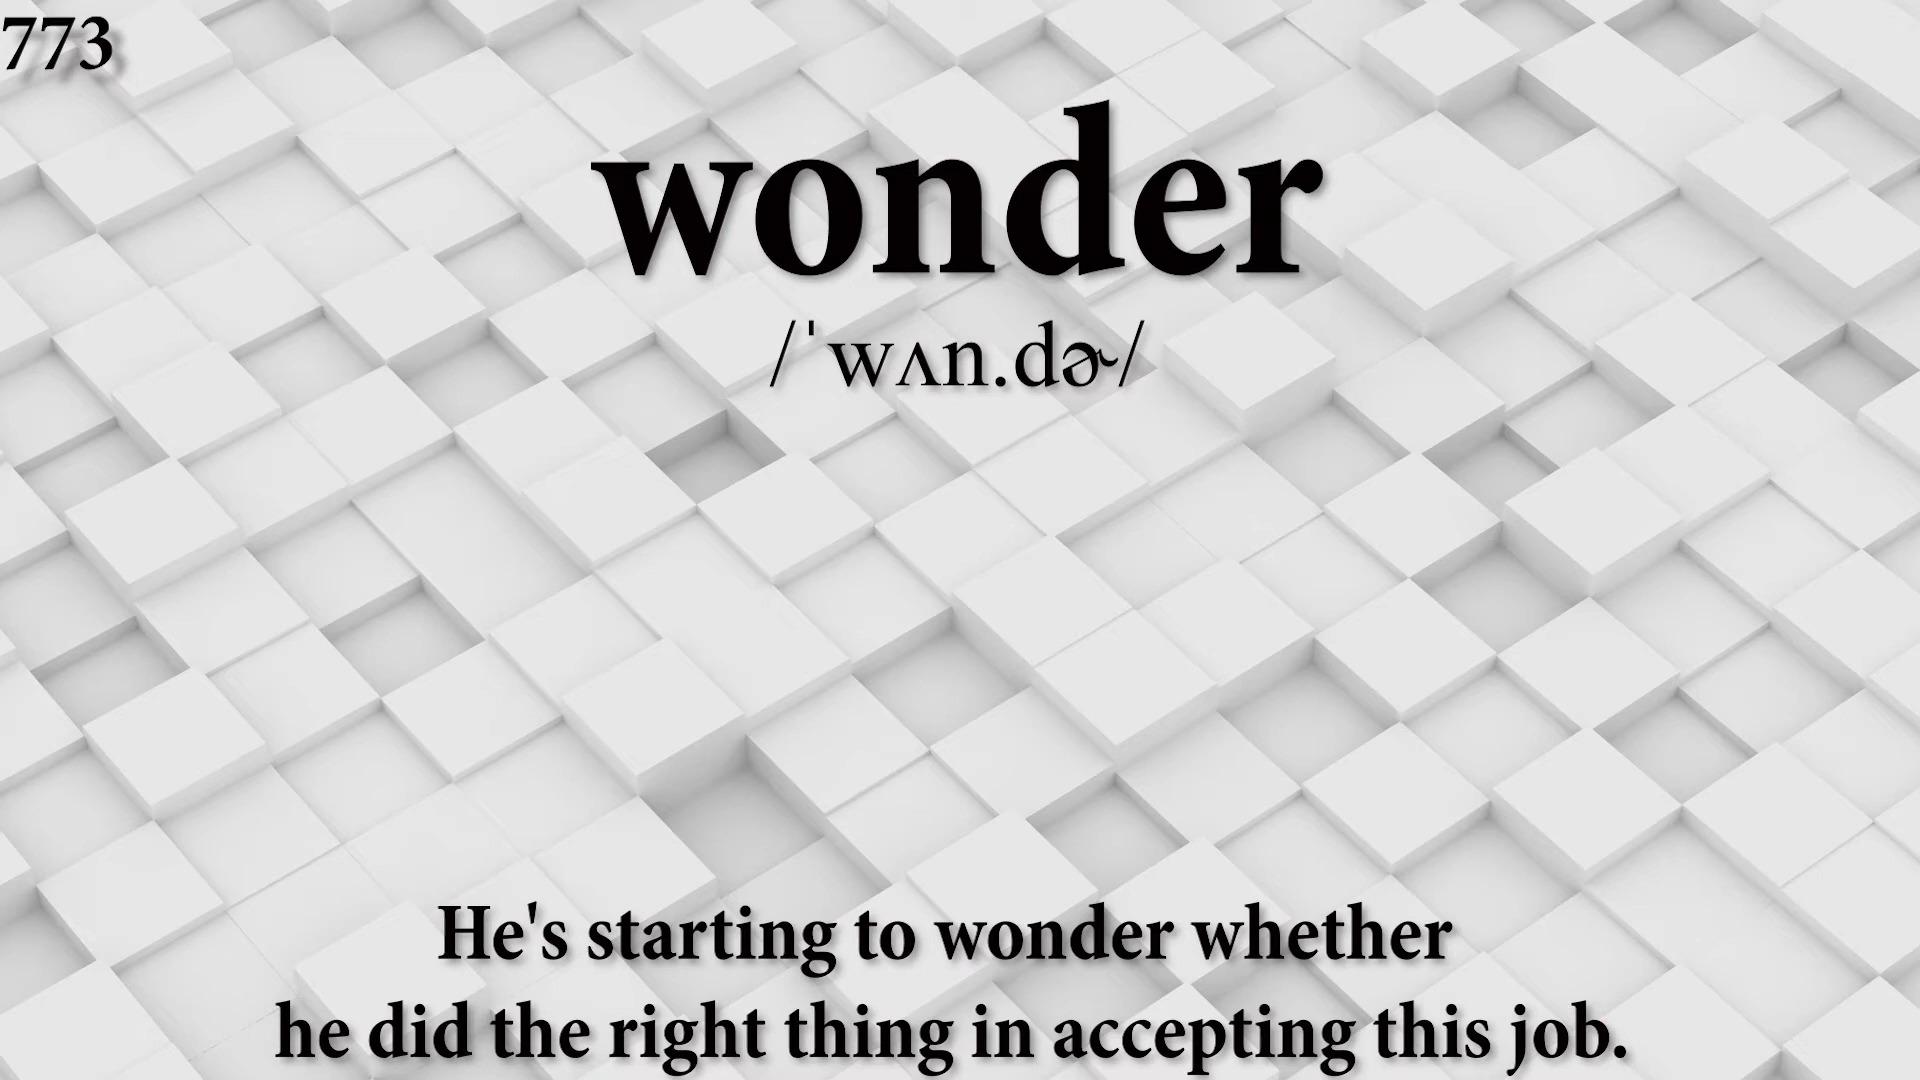 773
wonder
/ˈwʌn.dɚ/
He's starting to wonder whether
he did the right thing in accepting this job.